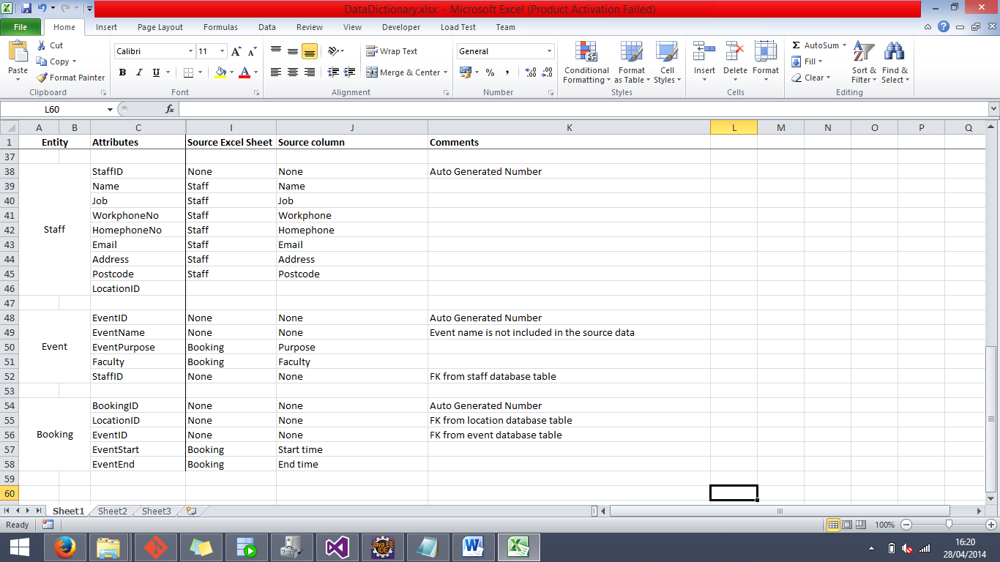 DataDictionary.xlsx - Microsoft Excel (Product Activation Failed)
File Home Insert Page Layout Formulas Data Review View Developer Load Test Team
Paste Cut Copy Format Painter Clipboard
Calibri 11 B I U Font
Wrap Text Merge & Center Alignment
General % , Number
Conditional Formatting Format as Table Cell Styles Styles
Insert Delete Format Cells
AutoSum Fill Clear Sort & Filter Find & Select Editing
L60 fx
A B C I J K L M N O P Q
1 Entity Attributes Source Excel Sheet Source column Comments
37
38 StaffID None None Auto Generated Number
39 Name Staff Name
40 Job Staff Job
41 WorkphoneNo Staff Workphone
42 Staff HomephoneNo Staff Homephone
43 Email Staff Email
44 Address Staff Address
45 Postcode Staff Postcode
46 LocationID
47
48 EventID None None Auto Generated Number
49 EventName None None Event name is not included in the source data
50 Event EventPurpose Booking Purpose
51 Faculty Booking Faculty
52 StaffID None None FK from staff database table
53
54 BookingID None None Auto Generated Number
55 LocationID None None FK from location database table
56 Booking EventID None None FK from event database table
57 EventStart Booking Start time
58 EventEnd Booking End time
59
60
Sheet1 Sheet2 Sheet3
Ready 100%
Java EE IDE
16:20
28/04/2014